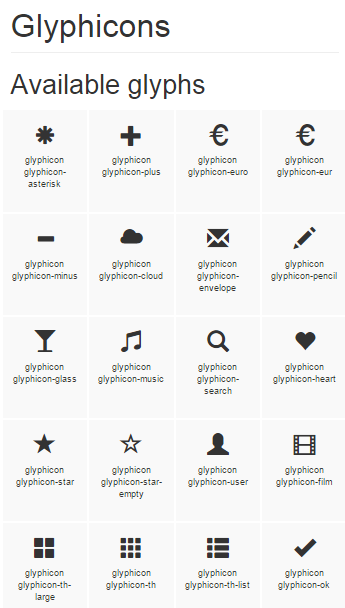 Glyphicons
Available glyphs
glyphicon
glyphicon-
asterisk
glyphicon
glyphicon-plus
glyphicon
glyphicon-euro
glyphicon
glyphicon-eur
glyphicon
glyphicon-minus
glyphicon
glyphicon-cloud
glyphicon
glyphicon-
envelope
glyphicon
glyphicon-pencil
glyphicon
glyphicon-glass
glyphicon
glyphicon-music
glyphicon
glyphicon-
search
glyphicon
glyphicon-heart
glyphicon
glyphicon-star
glyphicon
glyphicon-star-
empty
glyphicon
glyphicon-user
glyphicon
glyphicon-film
glyphicon
glyphicon-th-
large
glyphicon
glyphicon-th
glyphicon
glyphicon-th-list
glyphicon
glyphicon-ok